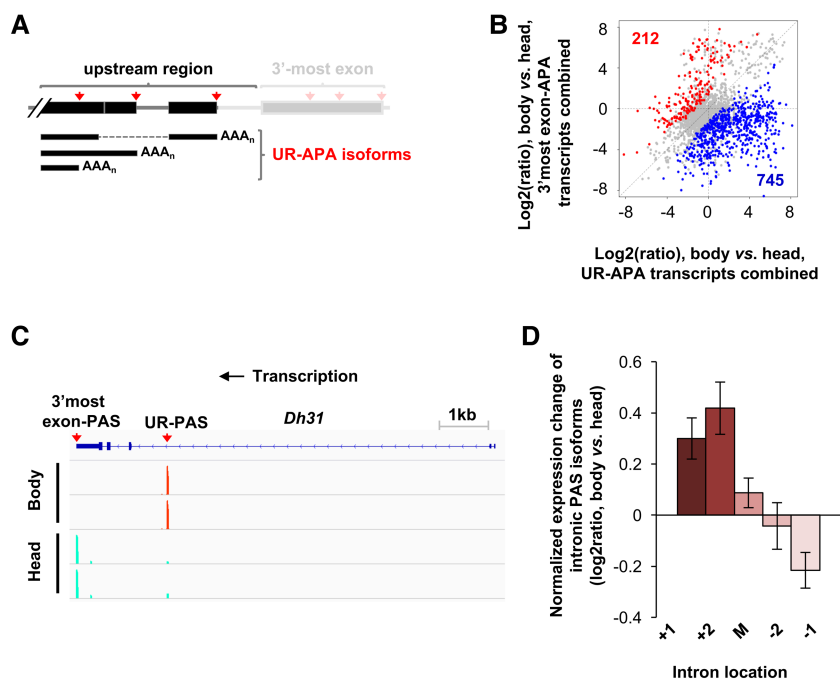 A
upstream region
3'-most exon
AAAn
AAAn
AAAn
UR-APA isoforms
B
Log2(ratio), body vs. head,
3'most exon-APA
transcripts combined
8
4
0
-4
-8
212
745
-8 -4 0 4 8
Log2(ratio), body vs. head,
UR-APA transcripts combined
C
Transcription
3'most
exon-PAS
UR-PAS
Dh31
1kb
Body
Head
D
Normalized expression change of
intronic PAS isoforms
(log2ratio, body vs. head)
0.6
0.4
0.2
0
-0.2
-0.4
+1 +2 M -2 -1
Intron location